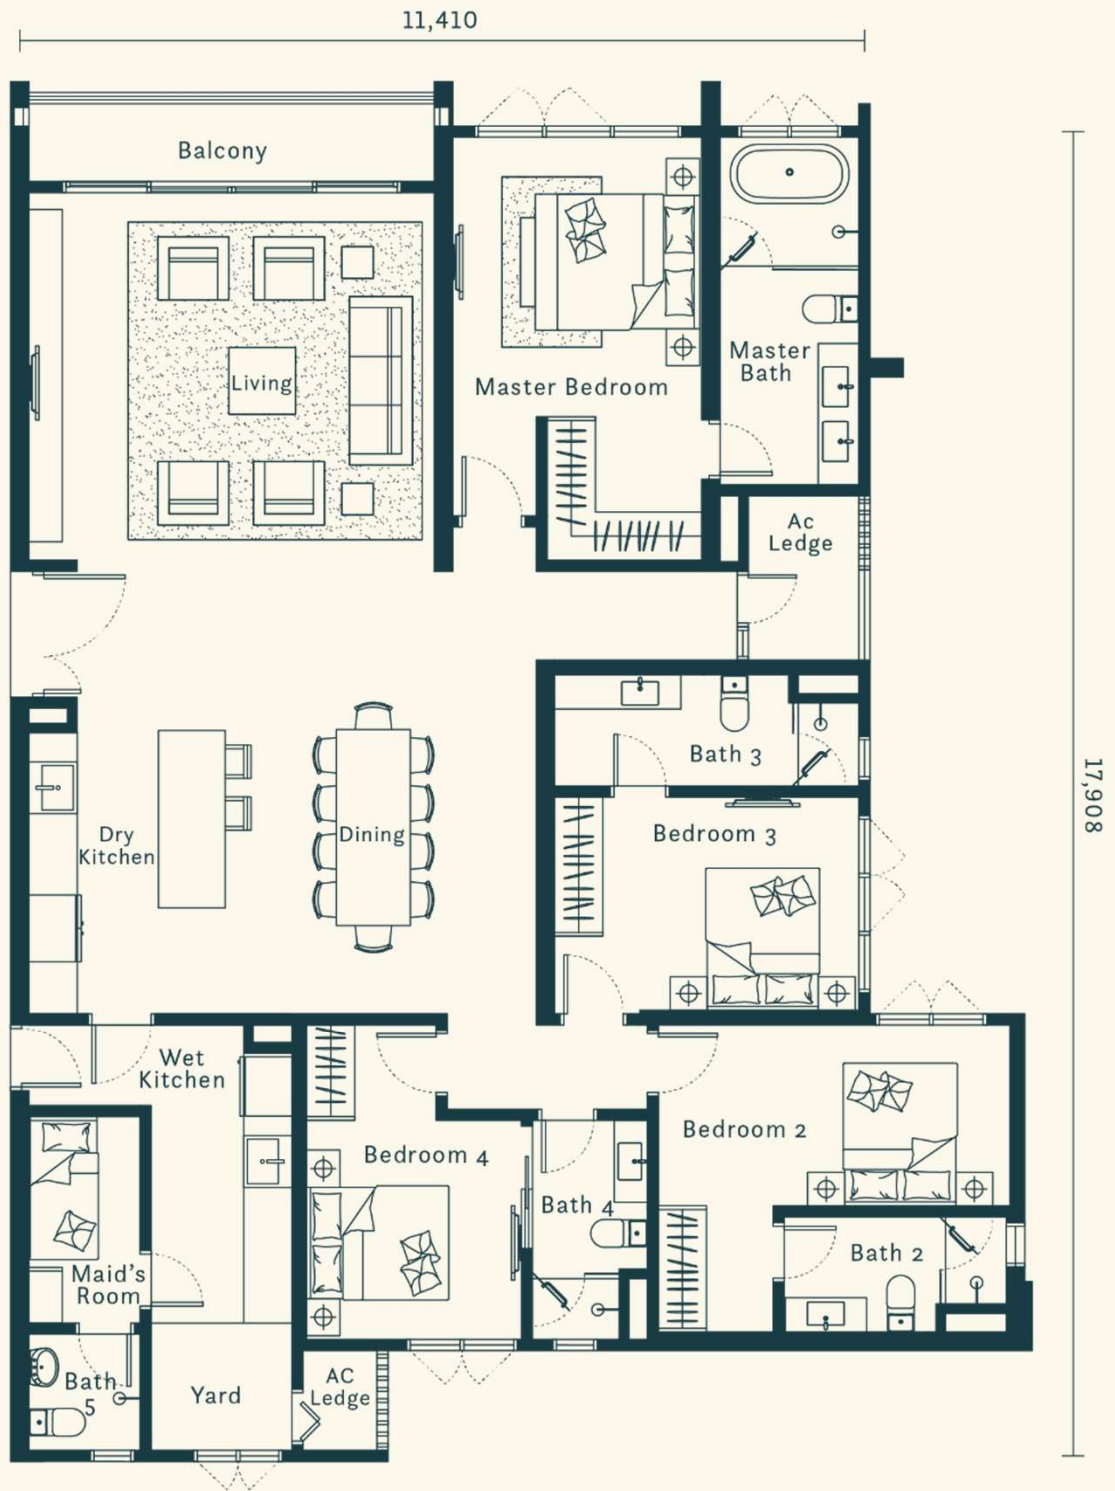 11,410
Balcony
Living
Master Bedroom
Master
Bath
Ac
Ledge
17,908
Bath 3
Bedroom 3
Dry
Kitchen
Dining
Wet
Kitchen
Bedroom 2
Bedroom 4
Bath 4
Bath 2
Maid's
Room
Bath
5
Yard
AC
Ledge